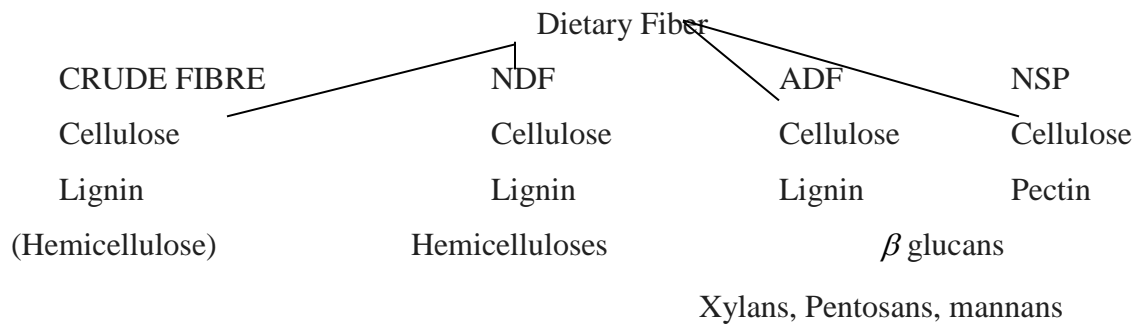 Dietary Fiber
CRUDE FIBRE NDF ADF NSP
Cellulose Cellulose Cellulose Cellulose
Lignin Lignin Lignin Pectin
(Hemicellulose) Hemicelluloses β glucans
Xylans, Pentosans, mannans